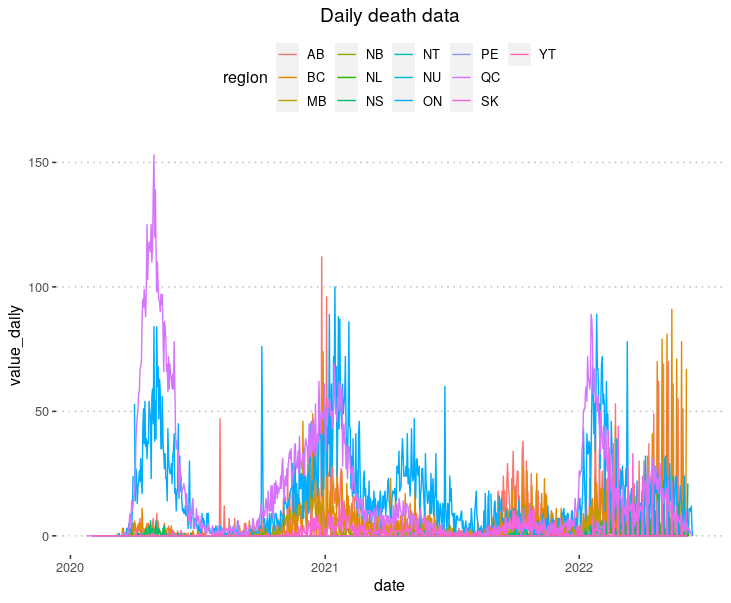 Daily death data
AB NB NT PE YT
region BC NL NU QC
MB NS ON SK
150
100
50
0
value_daily
2020 2021 2022
date